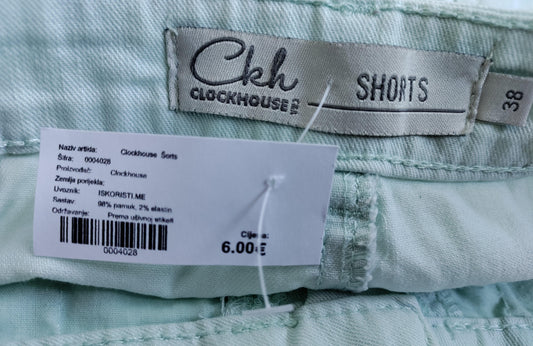 Ckh
CLOCKHOUSE
SHORTS
38
Naziv artikla: Clockhouse Šorts
Šifra: 0004028
Proizvođač: Clockhouse
Zemlja porijekla:
Uvoznik: ISKORISTI.ME
Sastav: 98% pamuk, 2% elastin
Održavanje: Prema ušivnoj etiketi
0004028
Cijena:
6.00€